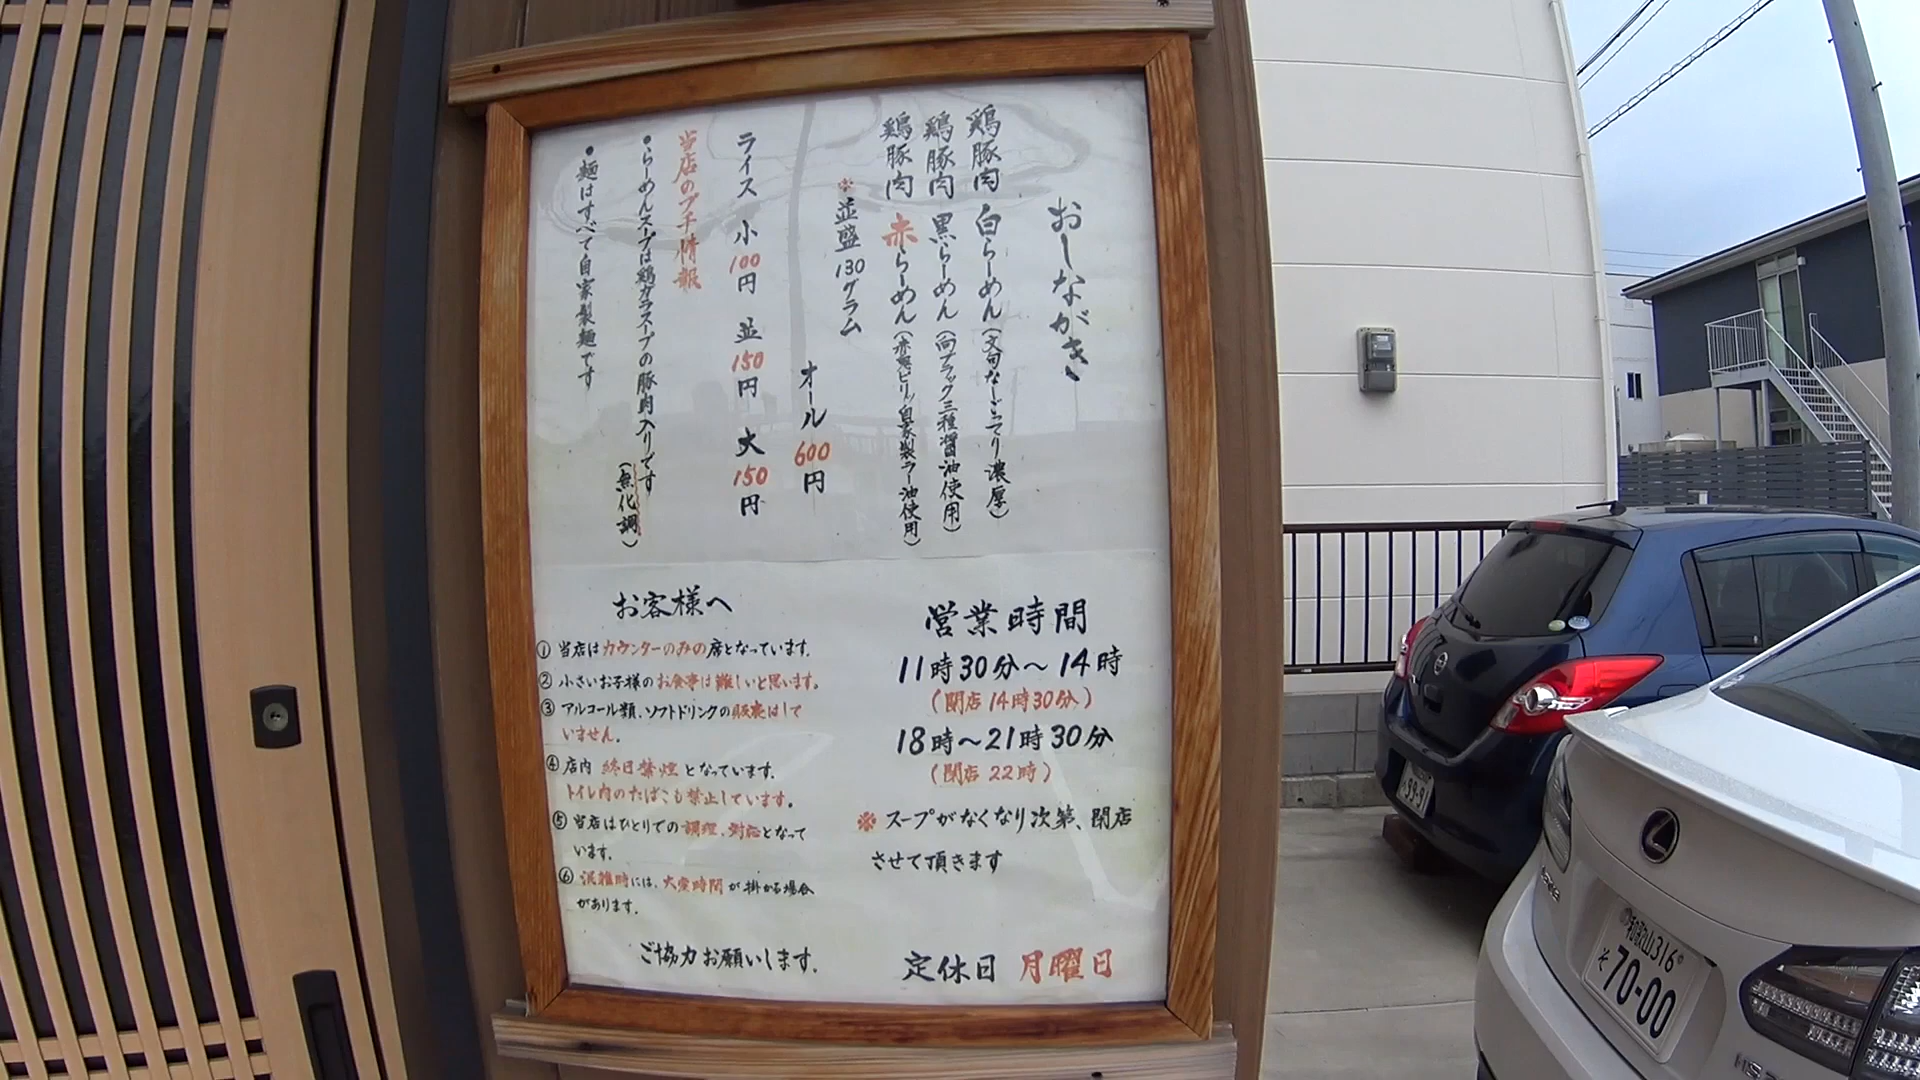 おしながき
鶏豚肉 白らーめん(文句なしこってり濃厚)
鶏豚肉 黒らーめん(向ブラック三種醤油使用)
鶏豚肉 赤らーめん(赤鬼ピリッ自家製ラー油使用)
※並盛130グラム
オール600円
ライス 小100円 並150円 大150円
当店のプチ情報
・らーめんスープは鶏ガラスープの豚肉入りです
(無化調)
・麺はすべて自家製麺です
営業時間
11時30分～14時
(閉店14時30分)
18時～21時30分
(閉店22時)
※スープがなくなり次第、閉店
させて頂きます
定休日 月曜日
お客様へ
① 当店はカウンターのみの席となっています。
② 小さいお子様のお食事は難しいと思います。
③ アルコール類、ソフトドリンクの販売はして
いません。
④ 店内 終日禁煙となっています。
トイレ内のたばこも禁止しています。
⑤ 当店はひとりでの調理、対応となって
います。
⑥ 混雑時には、大変時間が掛かる場合
があります。
ご協力お願いします。
99-91
和歌山 316
そ 70-00